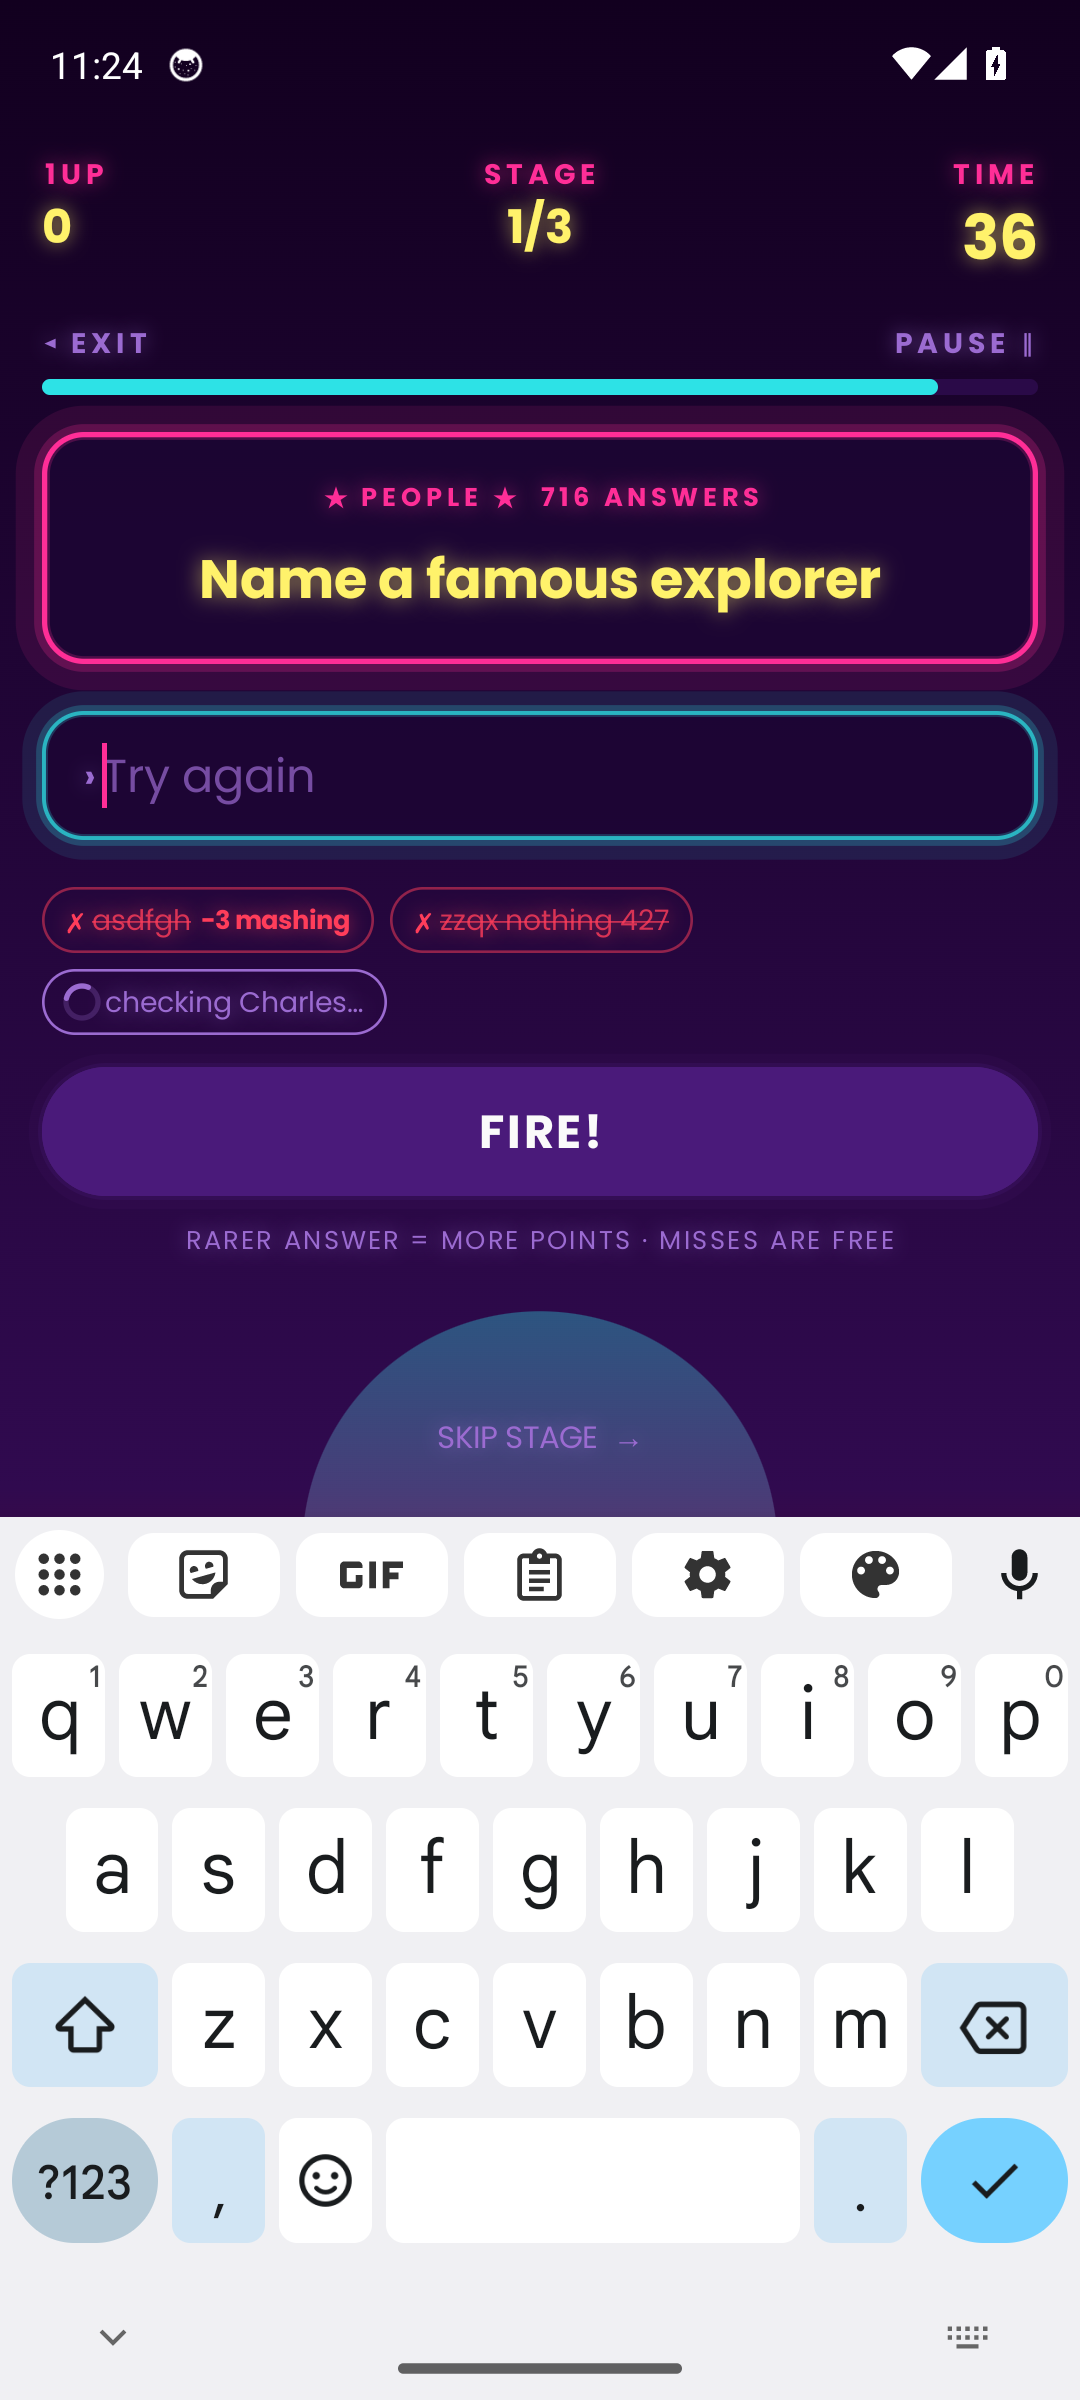 11:24
1UP STAGE TIME
0 1/3 36
◂ EXIT PAUSE ‖
★ PEOPLE ★ 716 ANSWERS
Name a famous explorer
› Try again
✗ asdfgh -3 mashing ✗ zzqx nothing 427
checking Charles...
FIRE!
RARER ANSWER = MORE POINTS · MISSES ARE FREE
SKIP STAGE →
GIF
q 1 w 2 e 3 r 4 t 5 y 6 u 7 i 8 o 9 p 0
a s d f g h j k l
z x c v b n m
?123 , .